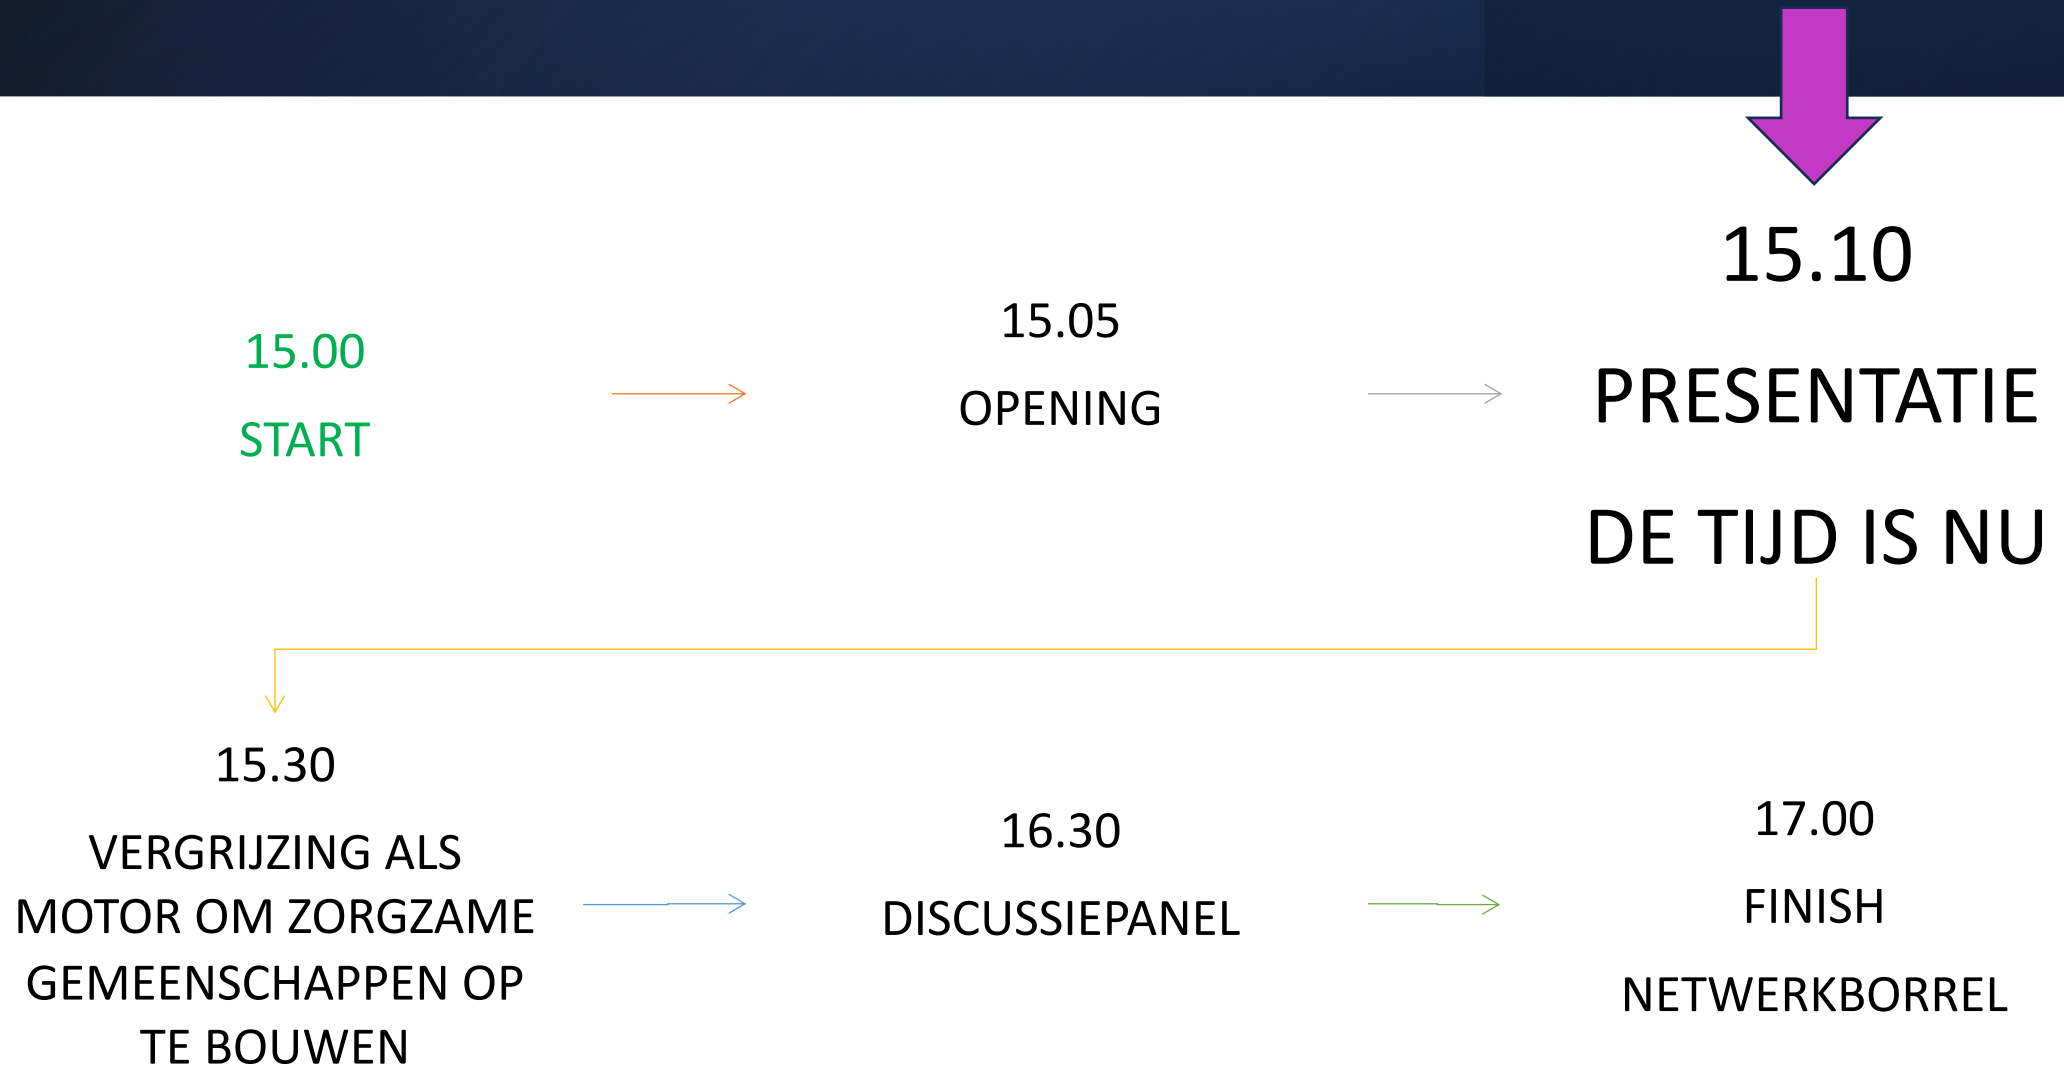 15.00
START
15.05
OPENING
15.10
PRESENTATIE
DE TIJD IS NU
15.30
VERGRIJZING ALS
MOTOR OM ZORGZAME
GEMEENSCHAPPEN OP
TE BOUWEN
16.30
DISCUSSIEPANEL
17.00
FINISH
NETWERKBORREL